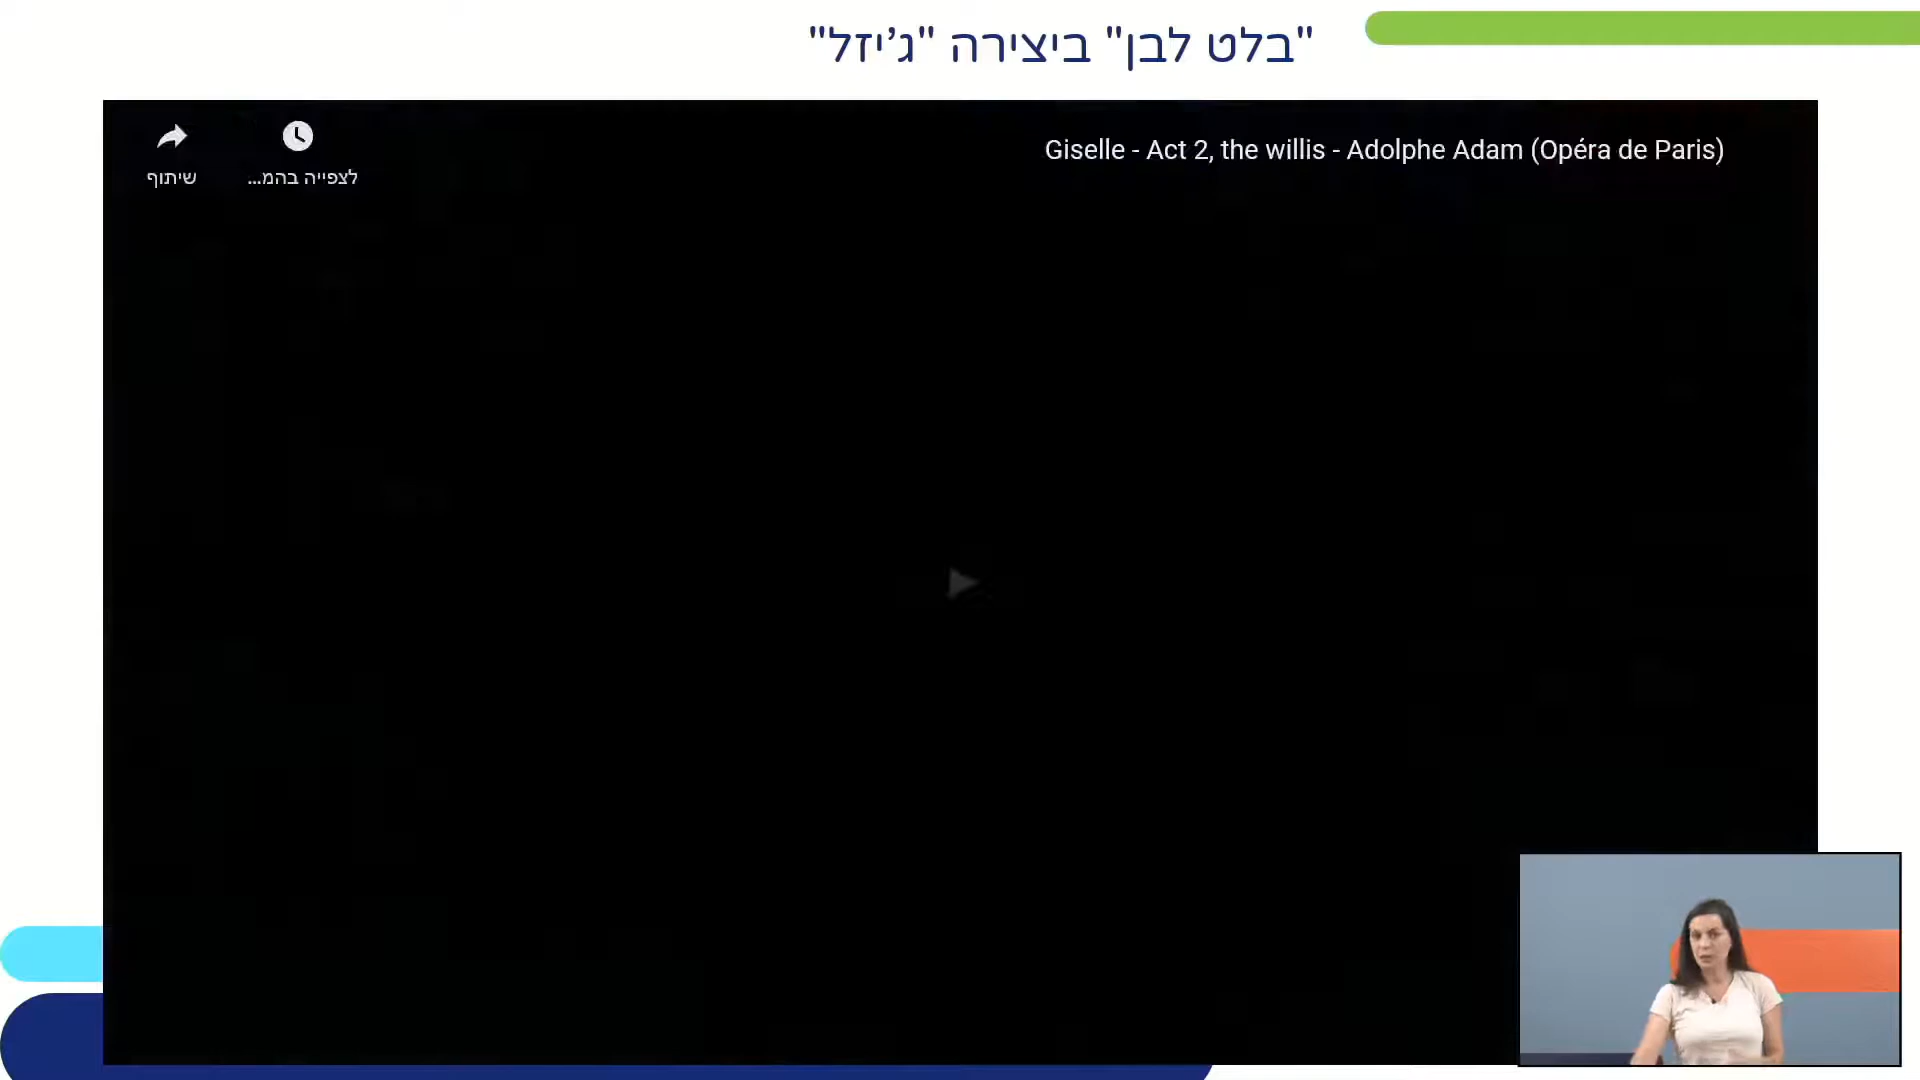 "בלט לבן" ביצירה "ג'יזל"
Giselle - Act 2, the willis - Adolphe Adam (Opéra de Paris)
לצפייה בהמ...
שיתוף